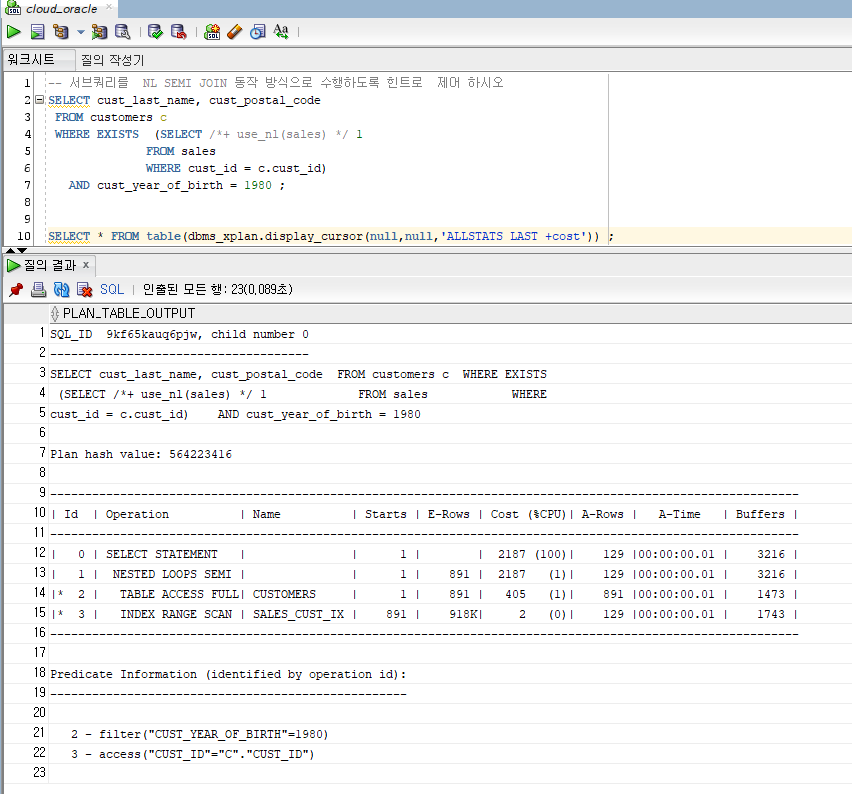 cloud_oracle
워크시트 질의 작성기
1 -- 서브쿼리를  NL SEMI JOIN 동작 방식으로 수행하도록 힌트로  제어 하시오
2 SELECT cust_last_name, cust_postal_code
3  FROM customers c
4  WHERE EXISTS  (SELECT /*+ use_nl(sales) */ 1
5               FROM sales
6               WHERE cust_id = c.cust_id)
7    AND cust_year_of_birth = 1980 ;
8
9
10 SELECT * FROM table(dbms_xplan.display_cursor(null,null,'ALLSTATS LAST +cost')) ;
질의 결과 x
SQL | 인출된 모든 행: 23(0,089초)
PLAN_TABLE_OUTPUT
1 SQL_ID  9kf65kauq6pjw, child number 0
2 -------------------------------------
3 SELECT cust_last_name, cust_postal_code  FROM customers c  WHERE EXISTS
4  (SELECT /*+ use_nl(sales) */ 1              FROM sales             WHERE
5 cust_id = c.cust_id)    AND cust_year_of_birth = 1980
6
7 Plan hash value: 564223416
8
9 -----------------------------------------------------------------------------------------------------------
10 | Id  | Operation          | Name          | Starts | E-Rows | Cost (%CPU)| A-Rows |   A-Time   | Buffers |
11 -----------------------------------------------------------------------------------------------------------
12 |   0 | SELECT STATEMENT   |               |      1 |        |  2187 (100)|    129 |00:00:00.01 |    3216 |
13 |   1 |  NESTED LOOPS SEMI |               |      1 |    891 |  2187   (1)|    129 |00:00:00.01 |    3216 |
14 |*  2 |   TABLE ACCESS FULL| CUSTOMERS     |      1 |    891 |   405   (1)|    891 |00:00:00.01 |    1473 |
15 |*  3 |   INDEX RANGE SCAN | SALES_CUST_IX |    891 |    918K|     2   (0)|    129 |00:00:00.01 |    1743 |
16 -----------------------------------------------------------------------------------------------------------
17
18 Predicate Information (identified by operation id):
19 ---------------------------------------------------
20
21    2 - filter("CUST_YEAR_OF_BIRTH"=1980)
22    3 - access("CUST_ID"="C"."CUST_ID")
23